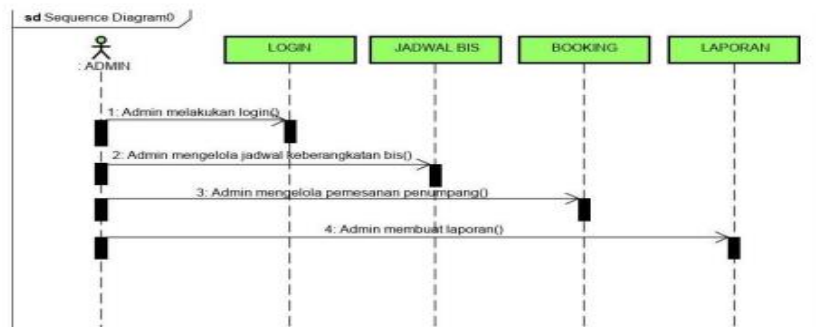 sd Sequence Diagram0
: ADMIN
LOGIN
JADWAL BIS
BOOKING
LAPORAN
1: Admin melakukan login()
2: Admin mengelola jadwal keberangkatan bis()
3: Admin mengelola pemesanan penumpang()
4: Admin membuat laporan()